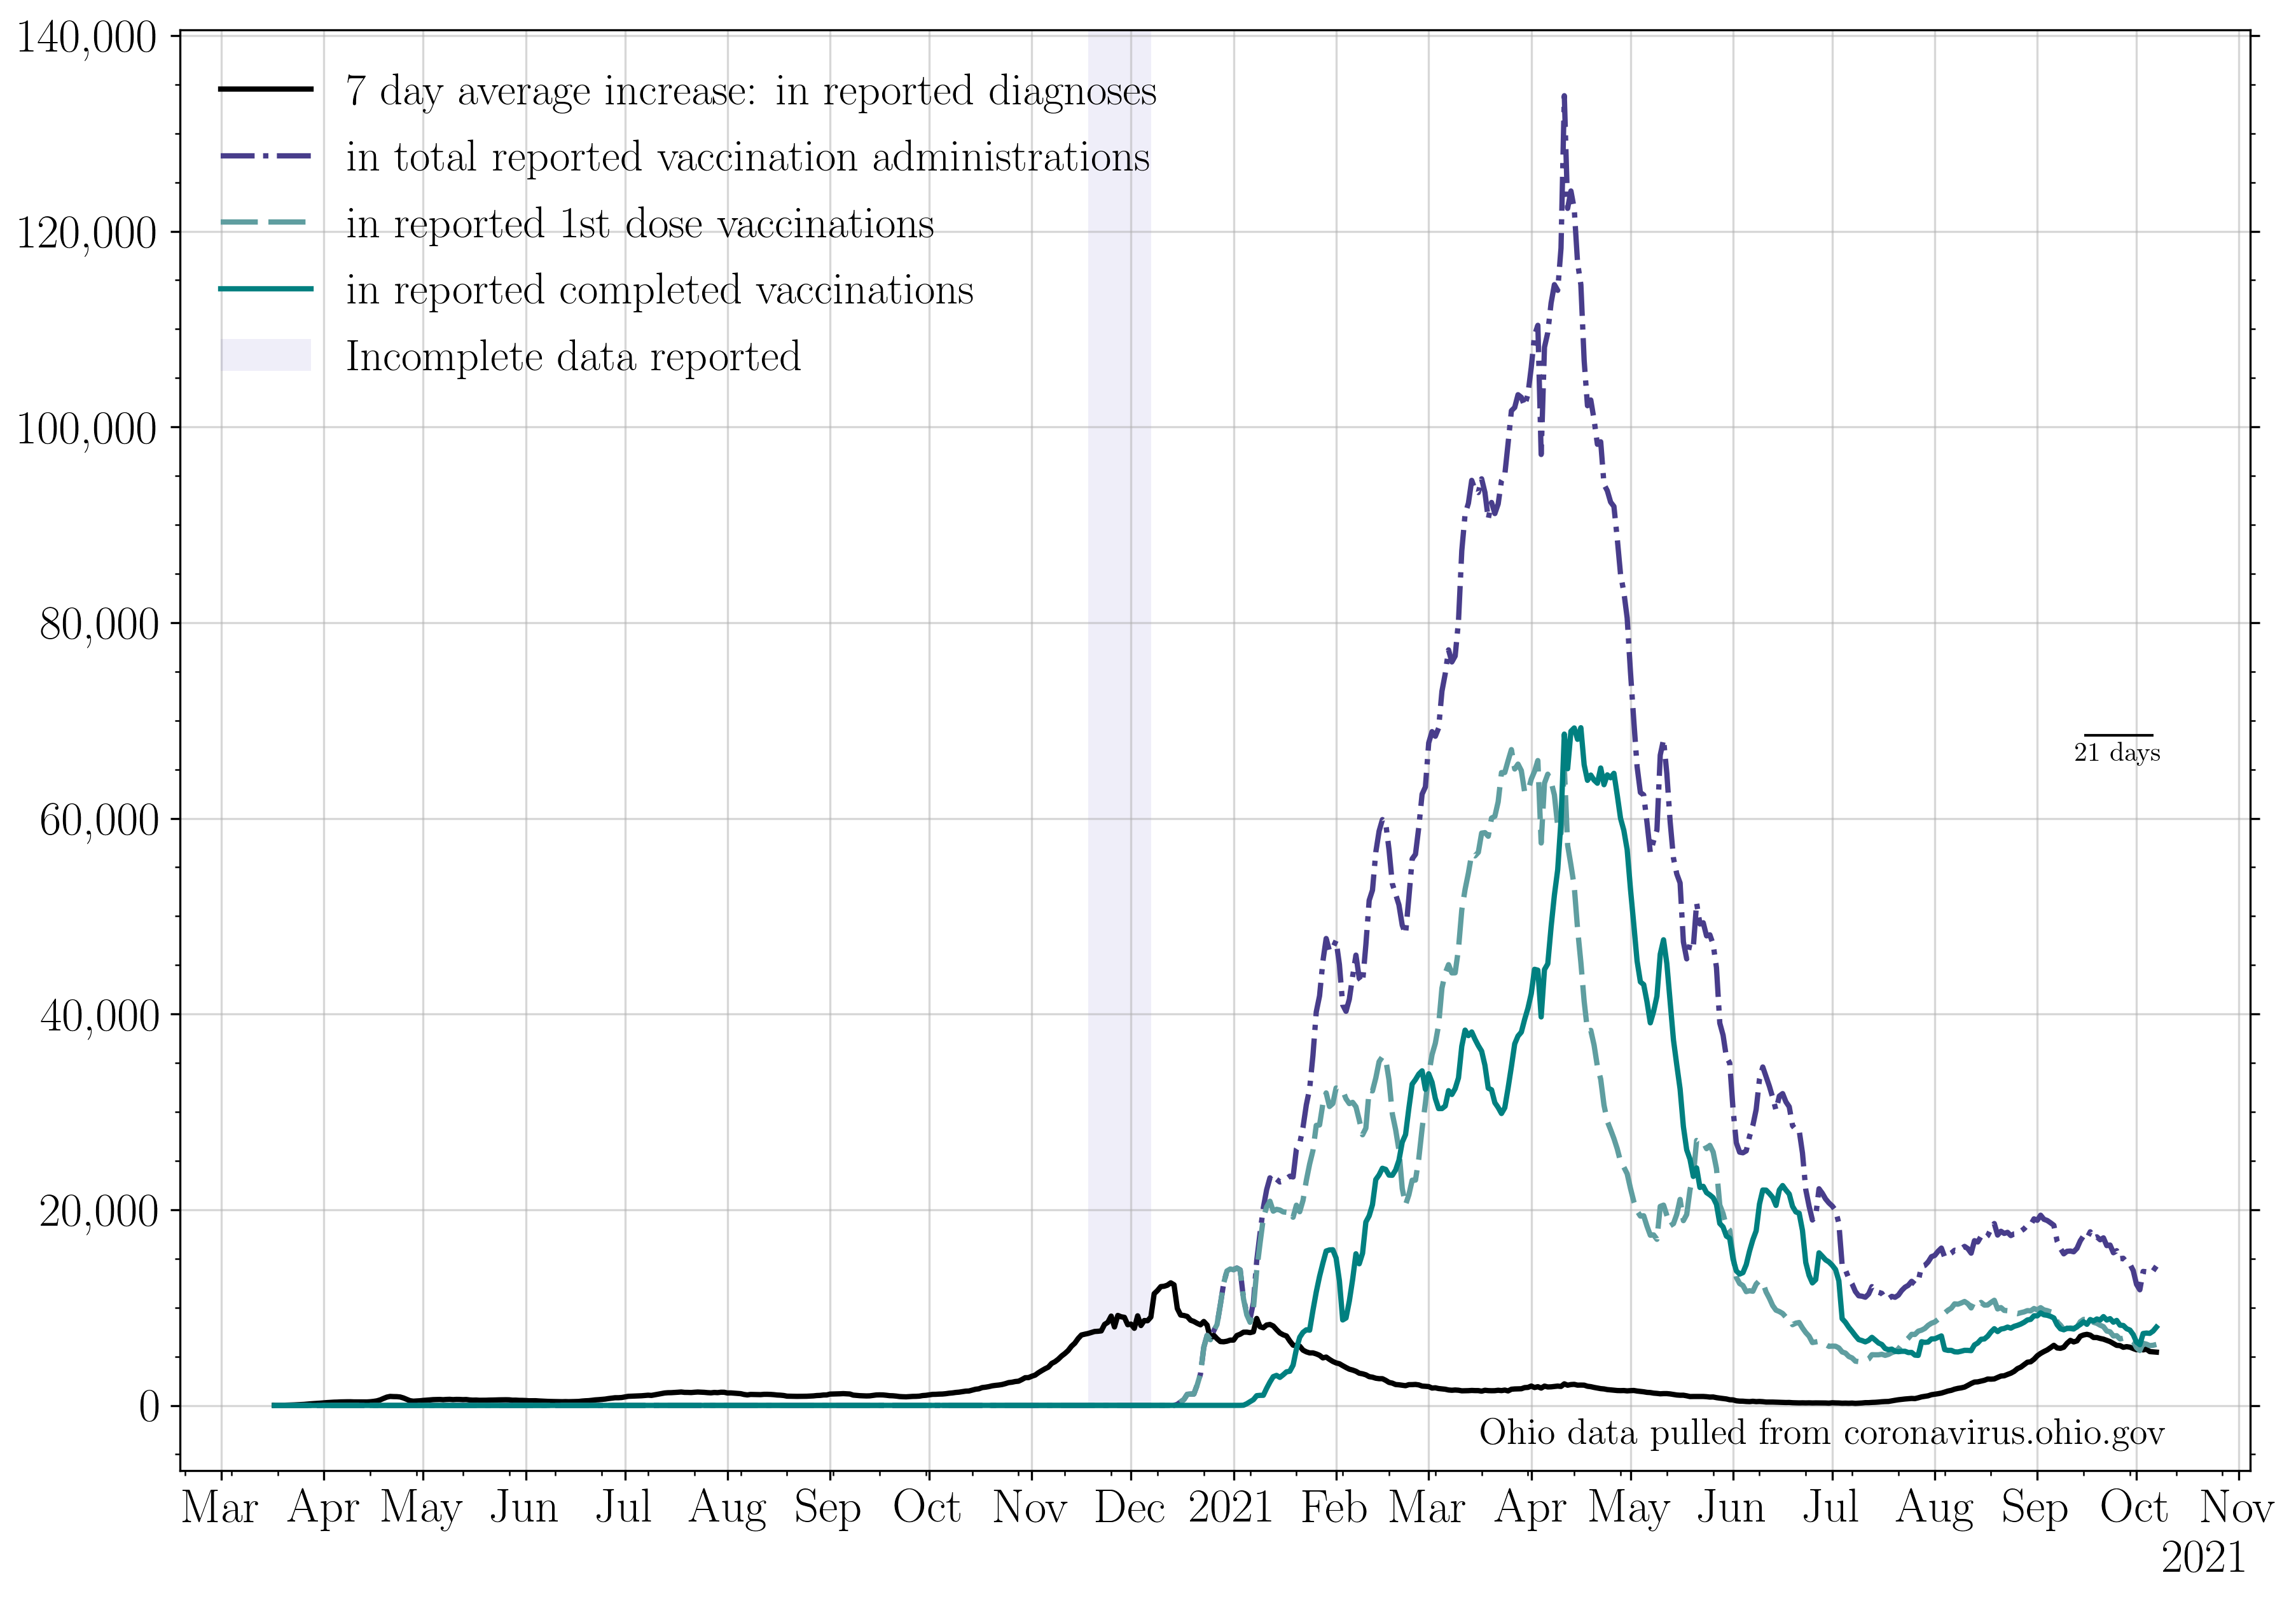 140,000
7 day average increase: in reported diagnoses
in total reported vaccination administrations
120,000
in reported 1st dose vaccinations
in reported completed vaccinations
Incomplete data reported
100,000
80,000
21 days
60,000
40,000
20,000
0
Ohio data pulled from coronavirus.ohio.gov
Mar Apr May Jun Jul Aug Sep Oct Nov Dec 2021 Feb Mar Apr May Jun Jul Aug Sep Oct Nov
2021